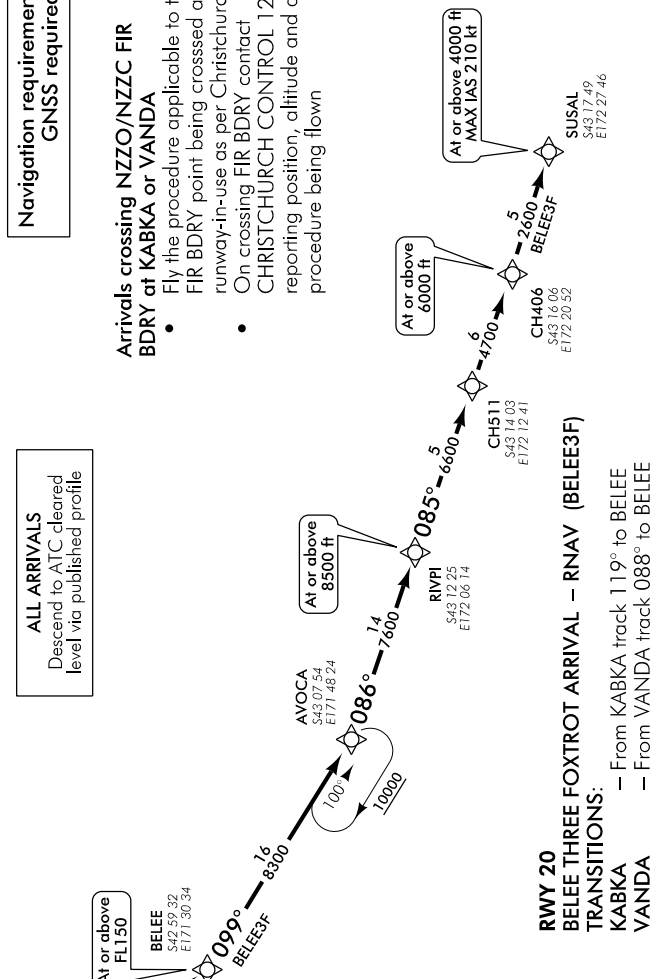 Navigation requirement
GNSS required
Arrivals crossing NZZO/NZZC FIR
BDRY at KABKA or VANDA
• Fly the procedure applicable to
FIR BDRY point being crosssed
runway-in-use as per Christchurch
• On crossing FIR BDRY contact
CHRISTCHURCH CONTROL 12
reporting position, altitude and
procedure being flown
ALL ARRIVALS
Descend to ATC cleared
level via published profile
At or above
FL150
BELEE
S42 59 32
E171 30 34
099°
BELEE3F
16
8300
AVOCA
S43 07 54
E171 48 24
100°
10000
086°
14
7600
At or above
8500 ft
RIVPI
S43 12 25
E172 06 14
085°
5
6600
CH511
S43 14 03
E172 12 41
6
4700
At or above
6000 ft
CH406
S43 16 06
E172 20 52
5
2600
BELEE3F
At or above 4000 ft
MAX IAS 210 kt
SUSAL
S43 17 49
E172 27 46
RWY 20
BELEE THREE FOXTROT ARRIVAL – RNAV (BELEE3F)
TRANSITIONS:
KABKA – From KABKA track 119° to BELEE
VANDA – From VANDA track 088° to BELEE